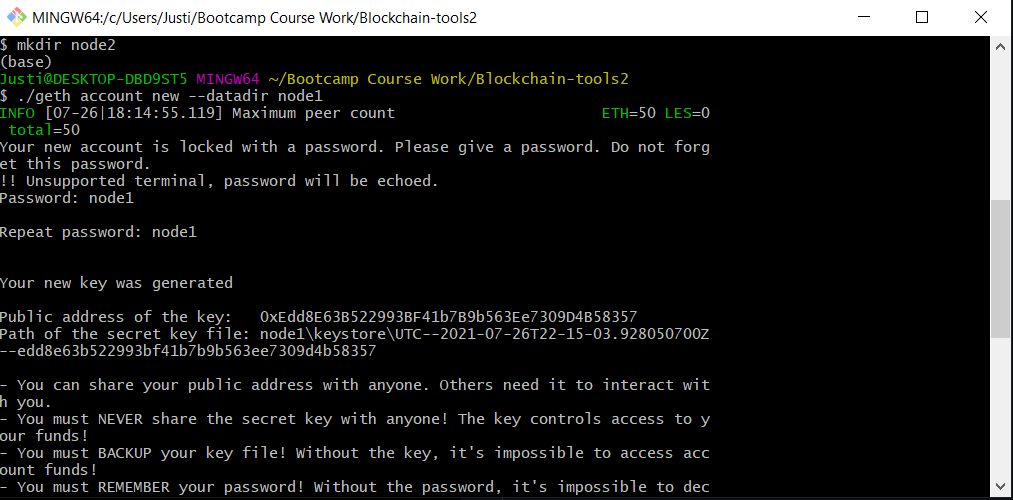 MINGW64:/c/Users/Justi/Bootcamp Course Work/Blockchain-tools2
$ mkdir node2
(base)
Justi@DESKTOP-DBD9ST5 MINGW64 ~/Bootcamp Course Work/Blockchain-tools2
$ ./geth account new --datadir node1
INFO [07-26|18:14:55.119] Maximum peer count                       ETH=50 LES=0
 total=50
Your new account is locked with a password. Please give a password. Do not forg
et this password.
!! Unsupported terminal, password will be echoed.
Password: node1
Repeat password: node1
Your new key was generated
Public address of the key:   0xEdd8E63B522993BF41b7B9b563Ee7309D4B58357
Path of the secret key file: node1\keystore\UTC--2021-07-26T22-15-03.928050700Z
--edd8e63b522993bf41b7b9b563ee7309d4b58357
- You can share your public address with anyone. Others need it to interact wit
h you.
- You must NEVER share the secret key with anyone! The key controls access to y
our funds!
- You must BACKUP your key file! Without the key, it's impossible to access acc
ount funds!
- You must REMEMBER your password! Without the password, it's impossible to dec